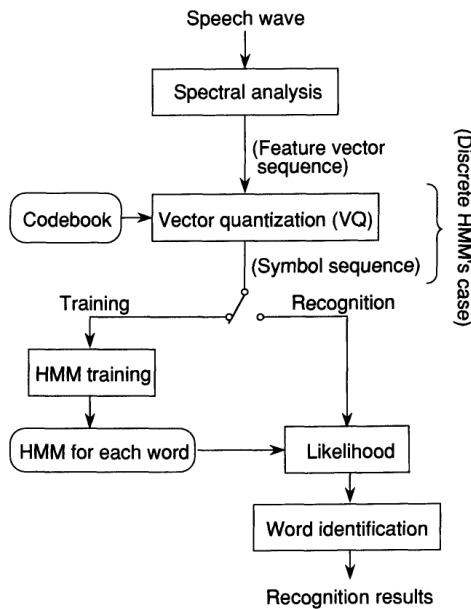 Speech wave
Spectral analysis
(Feature vector
sequence)
Codebook
Vector quantization (VQ)
(Symbol sequence)
(Discrete HMM's case)
Training
Recognition
HMM training
HMM for each word
Likelihood
Word identification
Recognition results